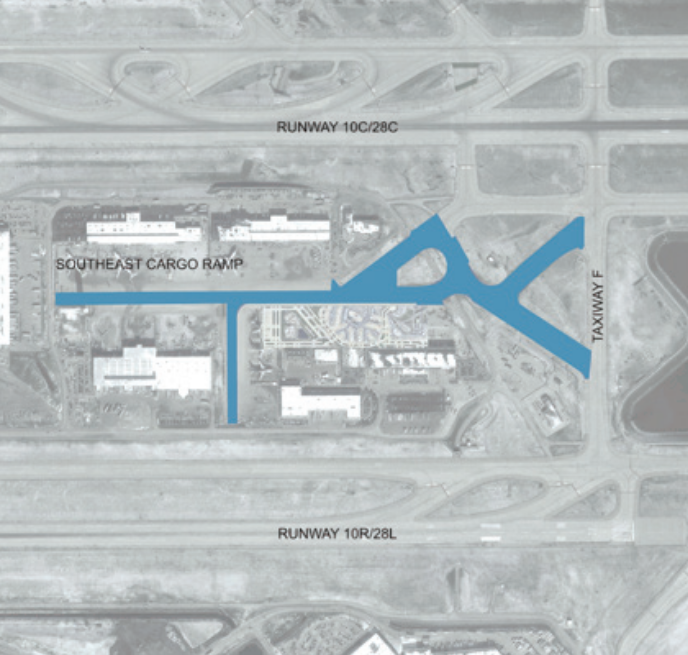 RUNWAY 10C/28C
SOUTHEAST CARGO RAMP
TAXIWAY F
RUNWAY 10R/28L